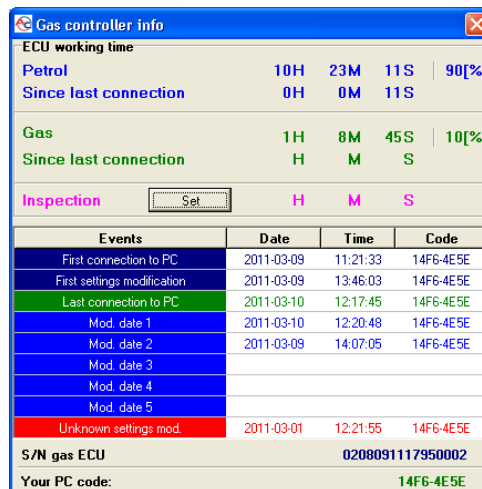 Gas controller info
ECU working time
Petrol 10H 23M 11S 90[%
Since last connection 0H 0M 11S
Gas 1H 8M 45S 10[%
Since last connection H M S
Inspection Set H M S
Events Date Time Code
First connection to PC 2011-03-09 11:21:33 14F6-4E5E
First settings modification 2011-03-09 13:46:03 14F6-4E5E
Last connection to PC 2011-03-10 12:17:45 14F6-4E5E
Mod. date 1 2011-03-10 12:20:48 14F6-4E5E
Mod. date 2 2011-03-09 14:07:05 14F6-4E5E
Mod. date 3
Mod. date 4
Mod. date 5
Unknown settings mod. 2011-03-01 12:21:55 14F6-4E5E
S/N gas ECU 0208091117950002
Your PC code: 14F6-4E5E